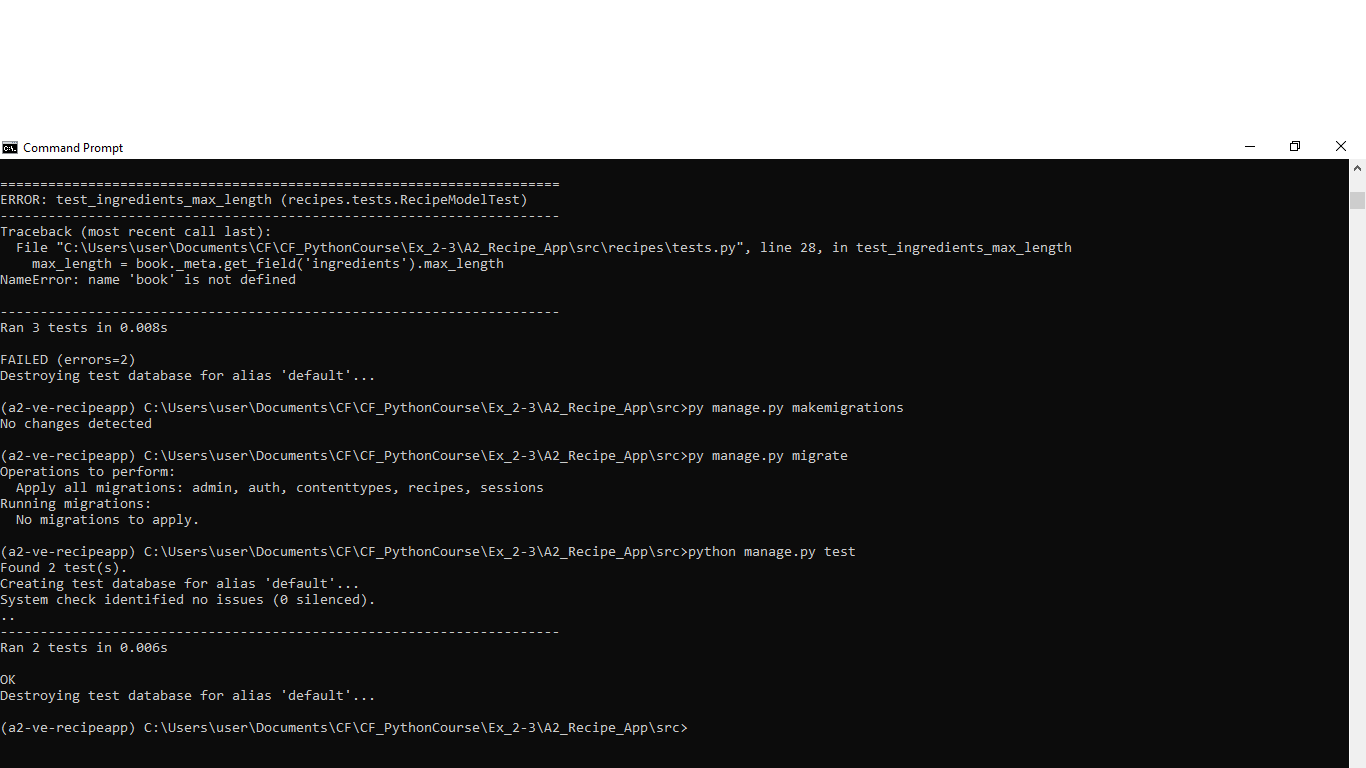 Command Prompt
======================================================================
ERROR: test_ingredients_max_length (recipes.tests.RecipeModelTest)
----------------------------------------------------------------------
Traceback (most recent call last):
  File "C:\Users\user\Documents\CF\CF_PythonCourse\Ex_2-3\A2_Recipe_App\src\recipes\tests.py", line 28, in test_ingredients_max_length
    max_length = book._meta.get_field('ingredients').max_length
NameError: name 'book' is not defined
----------------------------------------------------------------------
Ran 3 tests in 0.008s
FAILED (errors=2)
Destroying test database for alias 'default'...
(a2-ve-recipeapp) C:\Users\user\Documents\CF\CF_PythonCourse\Ex_2-3\A2_Recipe_App\src>py manage.py makemigrations
No changes detected
(a2-ve-recipeapp) C:\Users\user\Documents\CF\CF_PythonCourse\Ex_2-3\A2_Recipe_App\src>py manage.py migrate
Operations to perform:
  Apply all migrations: admin, auth, contenttypes, recipes, sessions
Running migrations:
  No migrations to apply.
(a2-ve-recipeapp) C:\Users\user\Documents\CF\CF_PythonCourse\Ex_2-3\A2_Recipe_App\src>python manage.py test
Found 2 test(s).
Creating test database for alias 'default'...
System check identified no issues (0 silenced).
..
----------------------------------------------------------------------
Ran 2 tests in 0.006s
OK
Destroying test database for alias 'default'...
(a2-ve-recipeapp) C:\Users\user\Documents\CF\CF_PythonCourse\Ex_2-3\A2_Recipe_App\src>